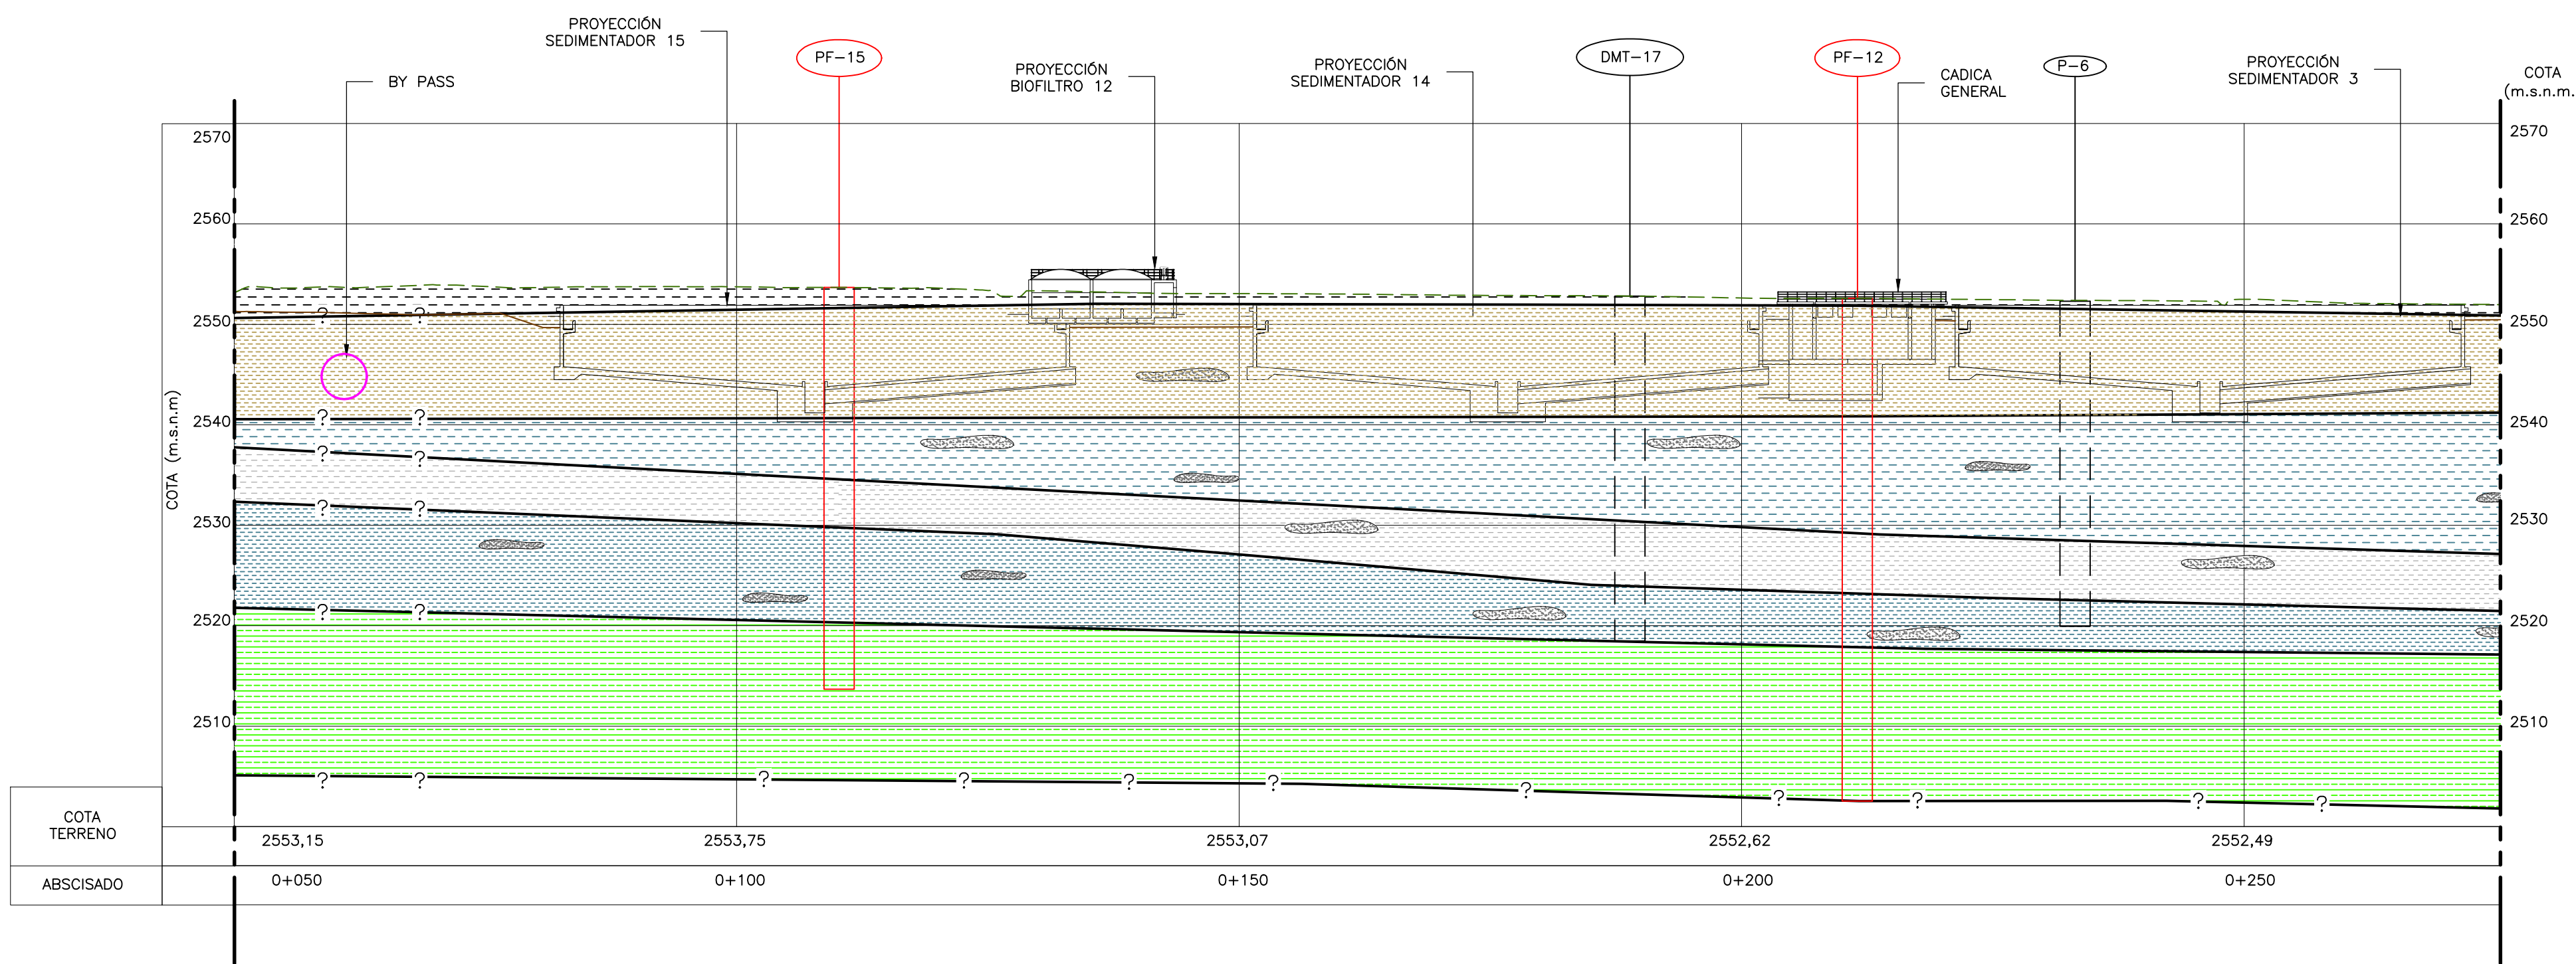 PROYECCIÓN
SEDIMENTADOR 15
PF-15
BY PASS
PROYECCIÓN
BIOFILTRO 12
PROYECCIÓN
SEDIMENTADOR 14
DMT-17
PF-12
CADICA
GENERAL
P-6
PROYECCIÓN
SEDIMENTADOR 3
COTA
(m.s.n.m.
2570
2570
2560
2560
2550
? ?
2550
COTA (m.s.n.m)
2540
? ?
2540
? ?
2530
? ?
2530
2520
? ?
2520
2510
2510
? ? ? ? ? ? ? ? ? ? ?
COTA
TERRENO
2553,15 2553,75 2553,07 2552,62 2552,49
ABSCISADO
0+050 0+100 0+150 0+200 0+250